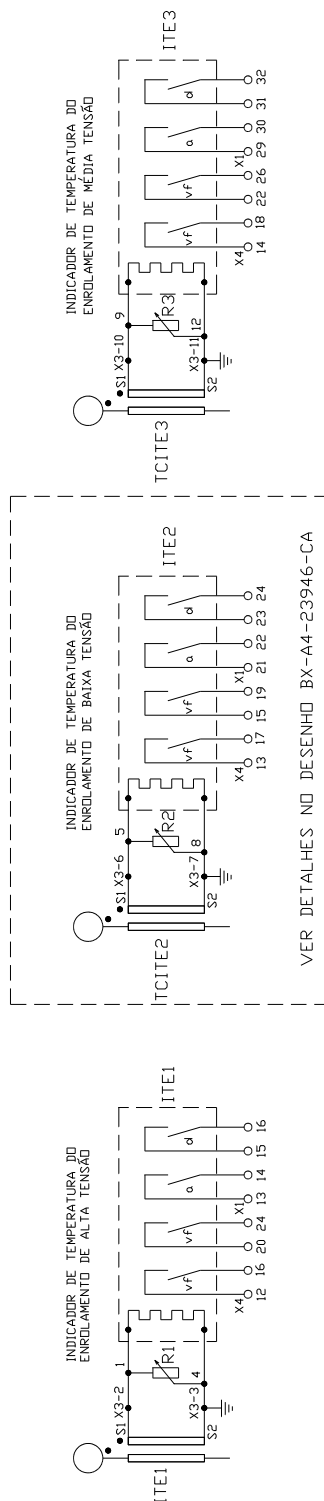 INDICADOR DE TEMPERATURA DO
ENROLAMENTO DE ALTA TENSÃO
ITE1
S1
X3-2
1
R1
4
X3-3
S2
ITE1
vf
vf
a
d
X4
12
16
20
24
X1
13
14
15
16
INDICADOR DE TEMPERATURA DO
ENROLAMENTO DE BAIXA TENSÃO
TCITE2
S1
X3-6
5
R2
8
X3-7
S2
ITE2
vf
vf
a
d
X4
13
17
15
19
X1
21
22
23
24
VER DETALHES NO DESENHO BX-A4-23946-CA
INDICADOR DE TEMPERATURA DO
ENROLAMENTO DE MÉDIA TENSÃO
TCITE3
S1
X3-10
9
R3
12
X3-11
S2
ITE3
vf
vf
a
d
X4
14
18
22
26
X1
29
30
31
32